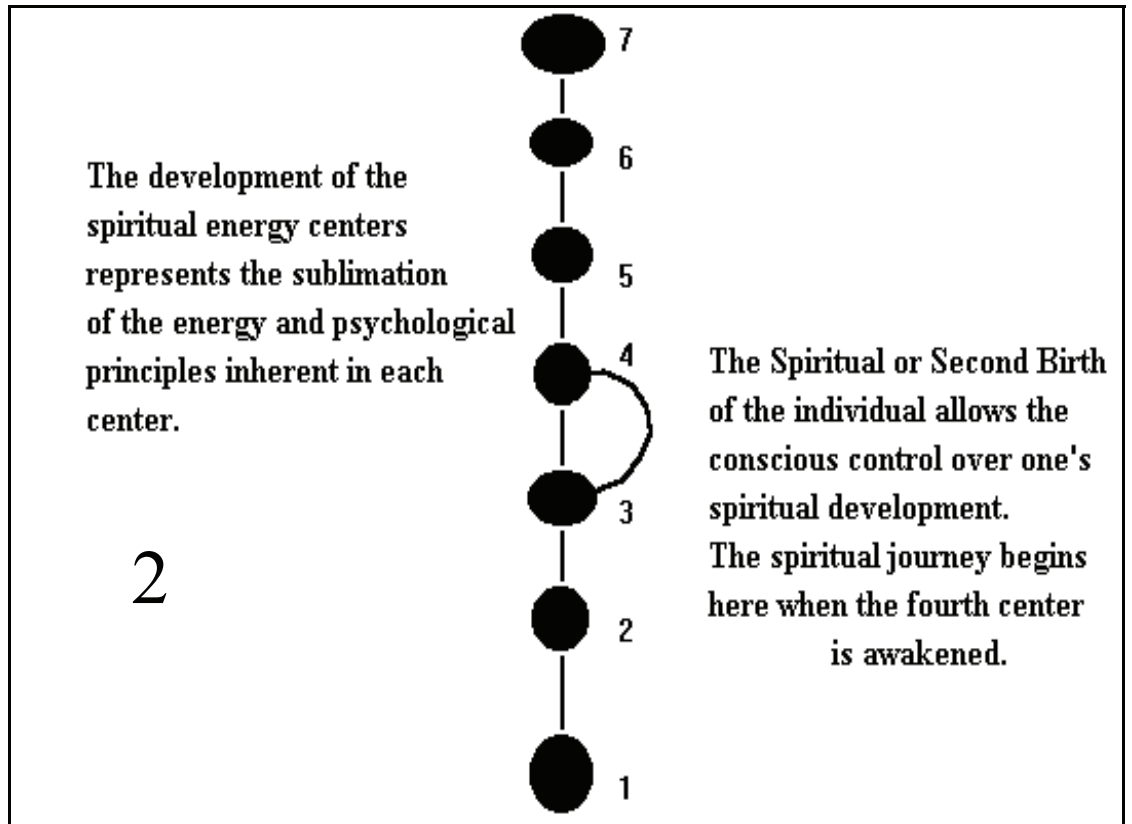 7
6
The development of the
spiritual energy centers
represents the sublimation
of the energy and psychological
principles inherent in each
center.
5
4
The Spiritual or Second Birth
of the individual allows the
conscious control over one's
spiritual development.
The spiritual journey begins
here when the fourth center
is awakened.
3
2
2
1